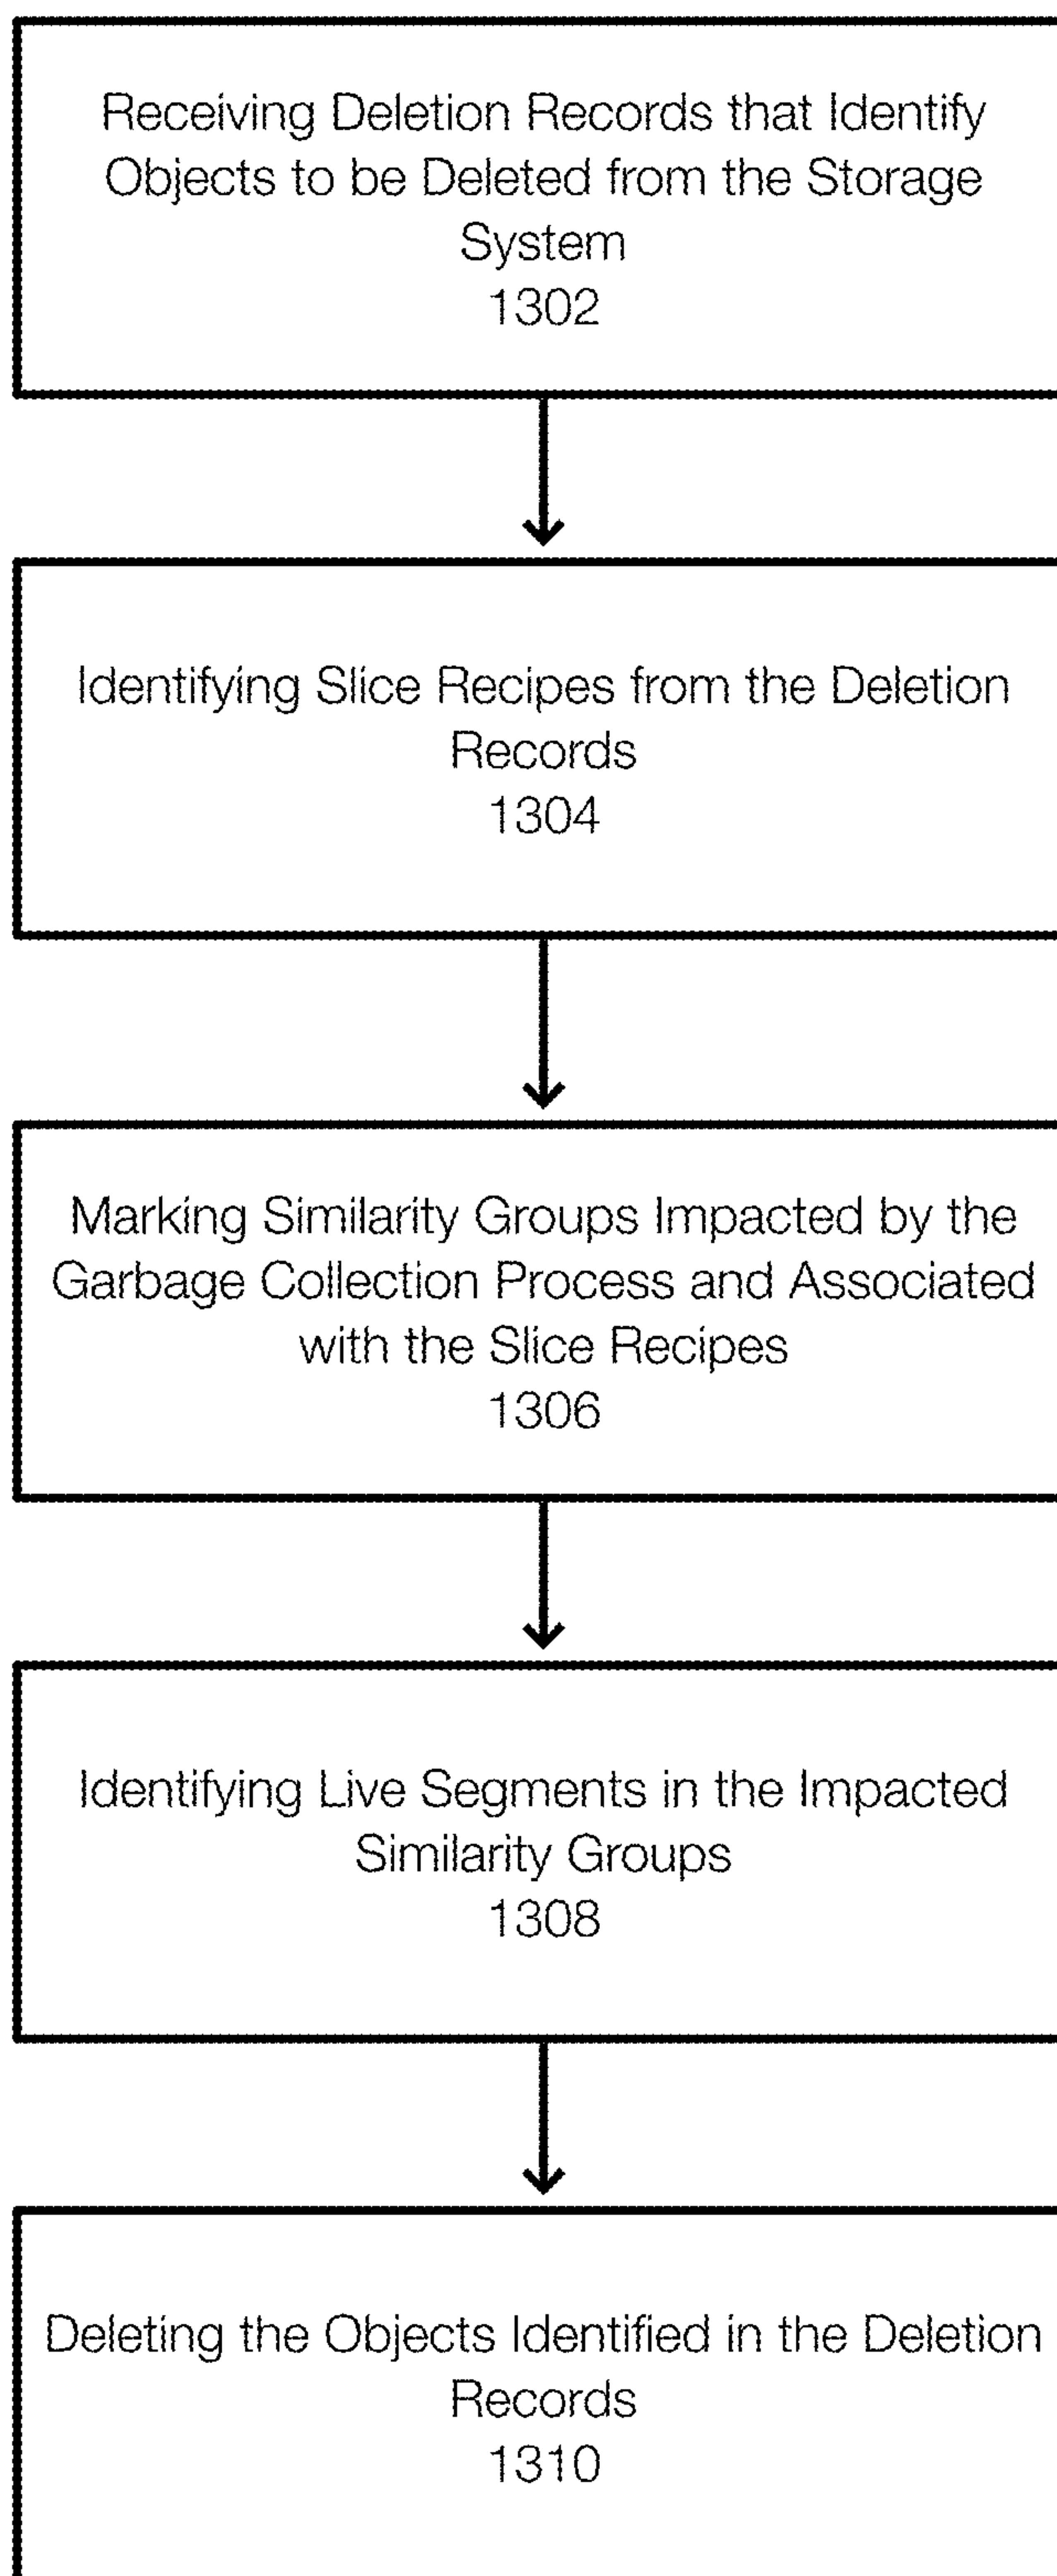 Receiving Deletion Records that Identify
Objects to be Deleted from the Storage
System
1302
Identifying Slice Recipes from the Deletion
Records
1304
Marking Similarity Groups Impacted by the
Garbage Collection Process and Associated
with the Slice Recipes
1306
Identifying Live Segments in the Impacted
Similarity Groups
1308
Deleting the Objects Identified in the Deletion
Records
1310